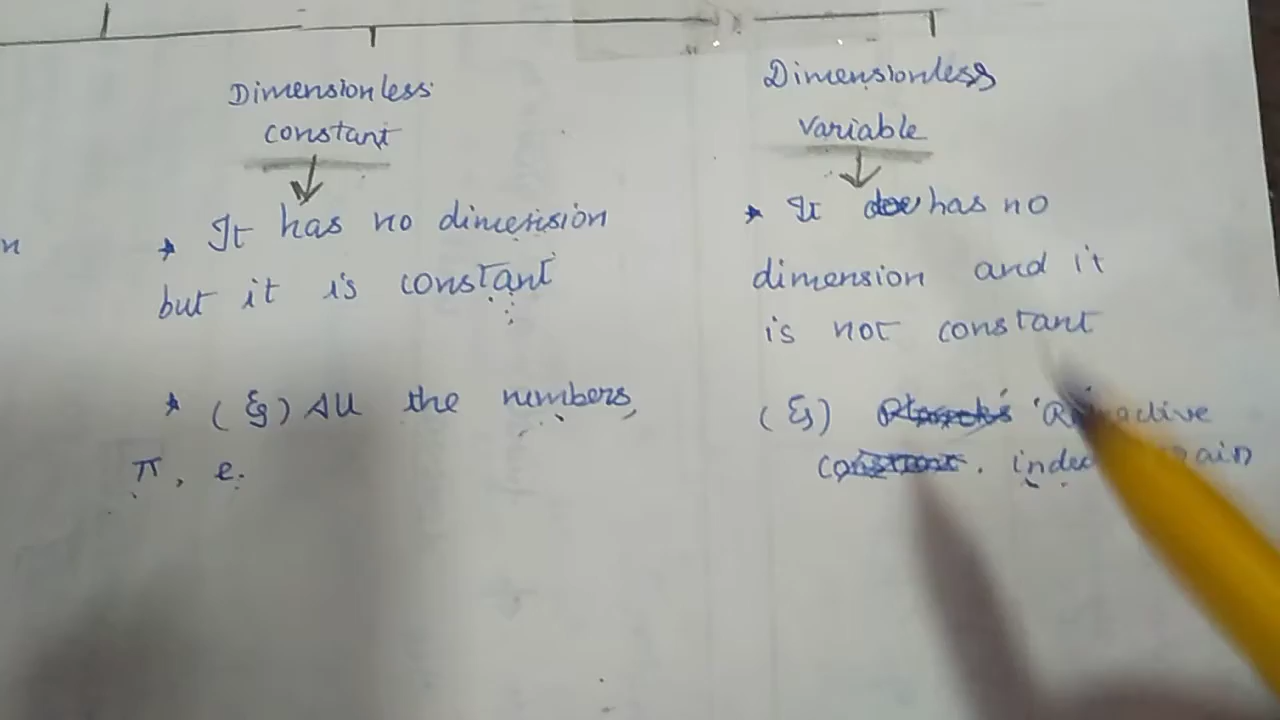 Dimensionless
constant
* It has no dimension
but it is constant
* (Eg) All the numbers,
π, e.
n
Dimensionless
Variable
* It has no
dimension and it
is not constant
(Eg)